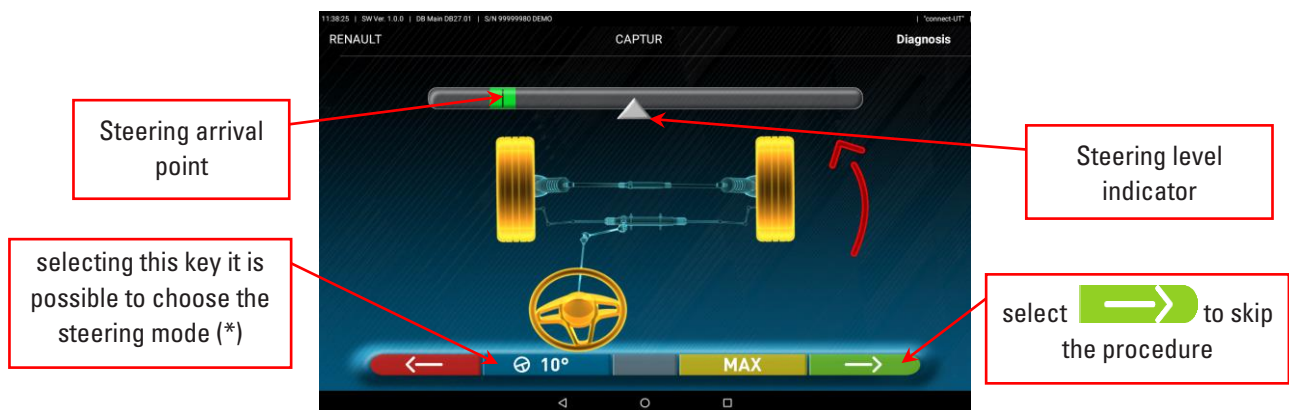 11:38:25 | SW Ver. 1.0.0 | DB Main DB27.01 | S/N 99999980 DEMO | "connect-UT" |
RENAULT CAPTUR Diagnosis
Steering arrival
point
Steering level
indicator
selecting this key it is
possible to choose the
steering mode (*)
select to skip
the procedure
10° MAX